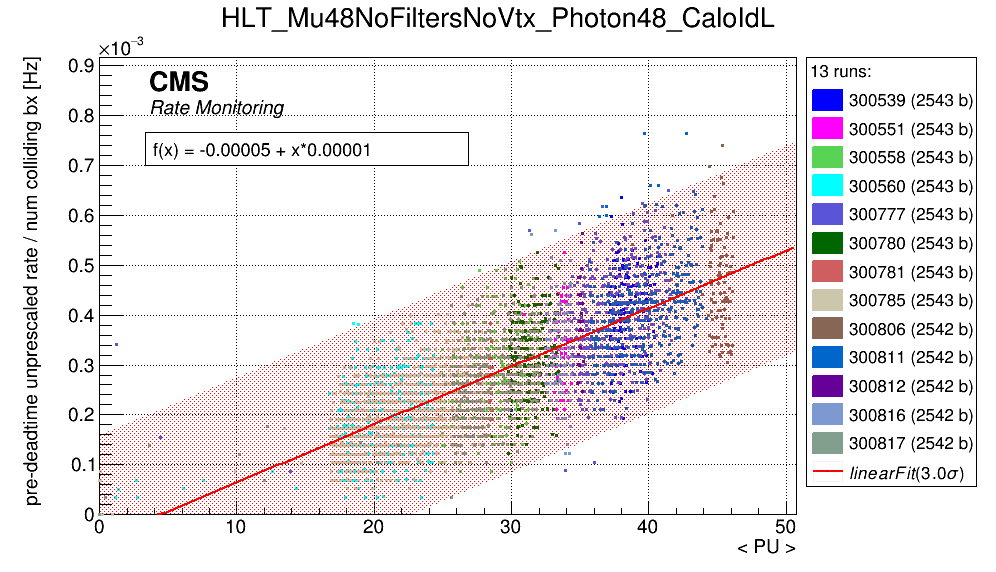 HLT_Mu48NoFiltersNoVtx_Photon48_CaloIdL
×10⁻³
pre-deadtime unprescaled rate / num colliding bx [Hz]
0.9
0.8
0.7
0.6
0.5
0.4
0.3
0.2
0.1
0
CMS
Rate Monitoring
f(x) = -0.00005 + x*0.00001
0
10
20
30
40
50
< PU >
13 runs:
300539 (2543 b)
300551 (2543 b)
300558 (2543 b)
300560 (2543 b)
300777 (2543 b)
300780 (2543 b)
300781 (2543 b)
300785 (2543 b)
300806 (2542 b)
300811 (2542 b)
300812 (2542 b)
300816 (2542 b)
300817 (2542 b)
linearFit(3.0σ)